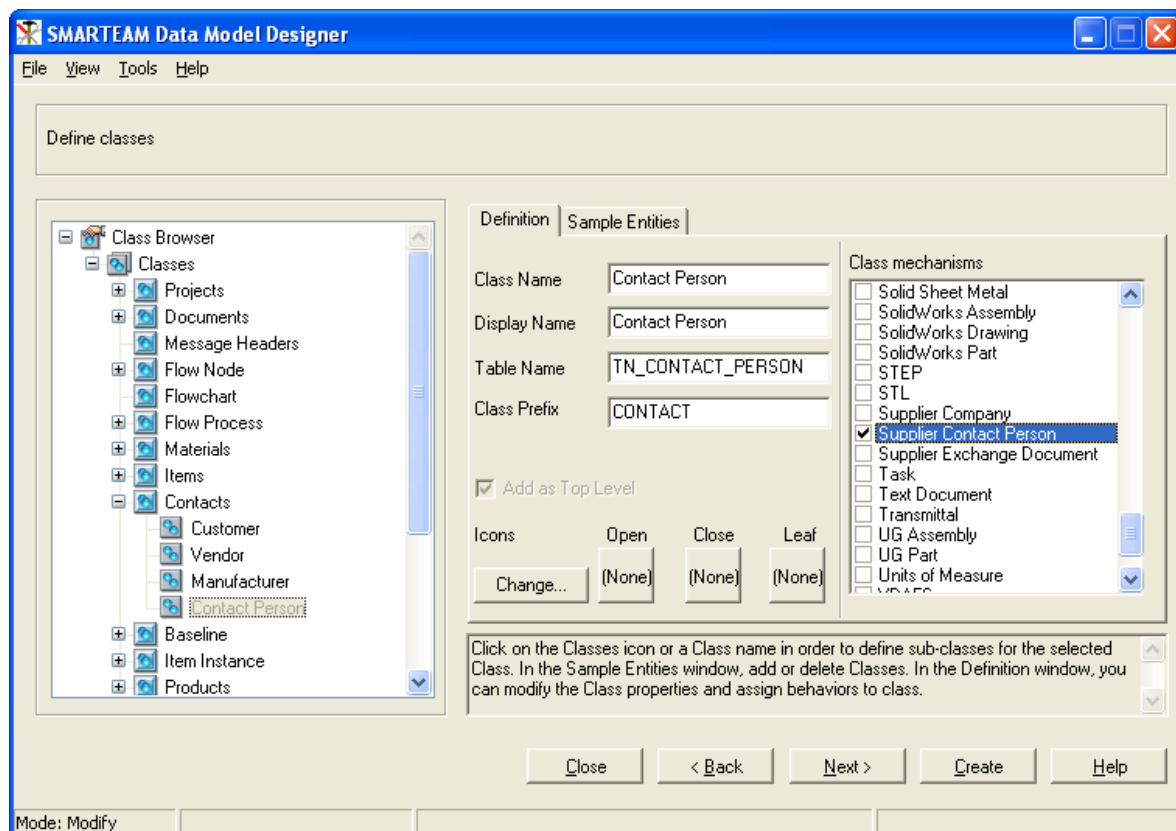 SMARTEAM Data Model Designer
File View Tools Help
Define classes
Class Browser
Classes
Projects
Documents
Message Headers
Flow Node
Flowchart
Flow Process
Materials
Items
Contacts
Customer
Vendor
Manufacturer
Contact Person
Baseline
Item Instance
Products
Definition Sample Entities
Class Name Contact Person
Display Name Contact Person
Table Name TN_CONTACT_PERSON
Class Prefix CONTACT
Add as Top Level
Icons Open Close Leaf
Change... (None) (None) (None)
Class mechanisms
Solid Sheet Metal
SolidWorks Assembly
SolidWorks Drawing
SolidWorks Part
STEP
STL
Supplier Company
Supplier Contact Person
Supplier Exchange Document
Task
Text Document
Transmittal
UG Assembly
UG Part
Units of Measure
Click on the Classes icon or a Class name in order to define sub-classes for the selected
Class. In the Sample Entities window, add or delete Classes. In the Definition window, you
can modify the Class properties and assign behaviors to class.
Close < Back Next > Create Help
Mode: Modify